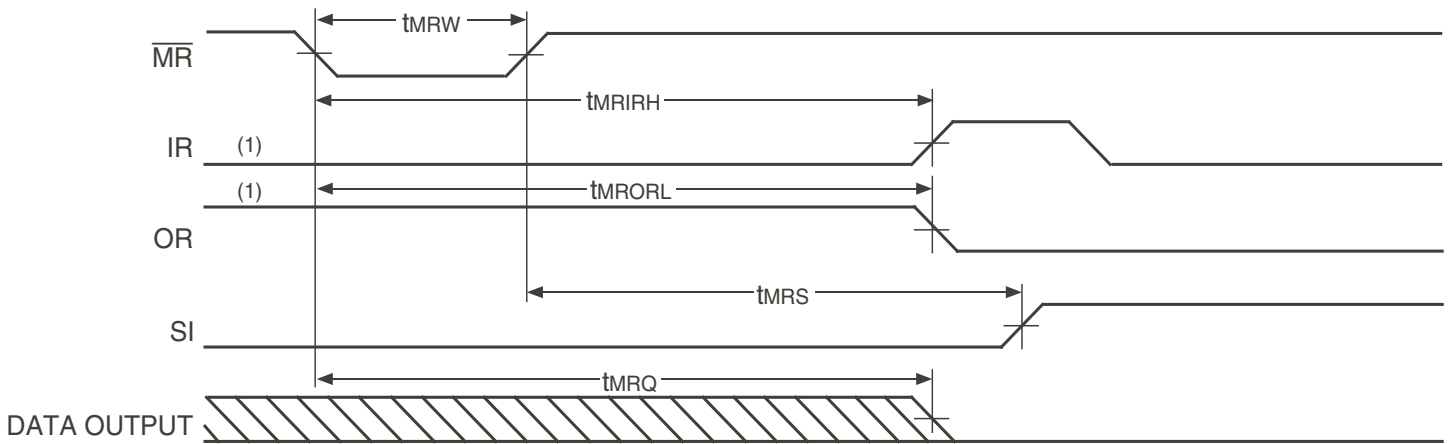 tMRW
MR
tMRIRH
IR (1)
(1) tMRORL
OR
tMRS
SI
tMRQ
DATA OUTPUT